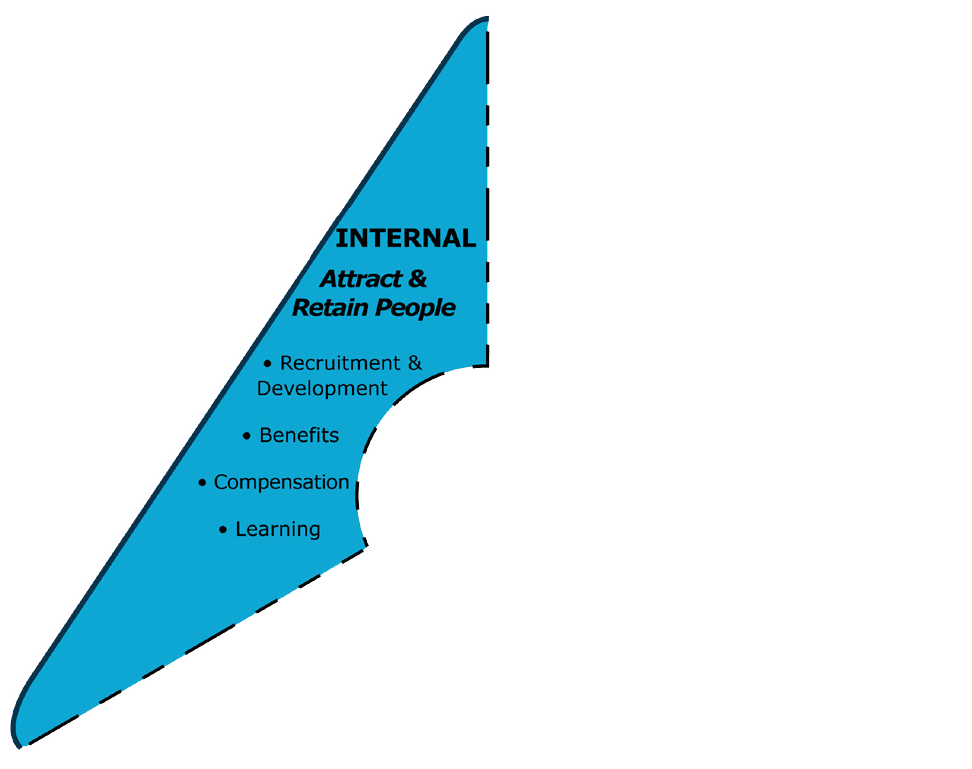 INTERNAL
Attract &
Retain People
• Recruitment &
Development
• Benefits
• Compensation
• Learning